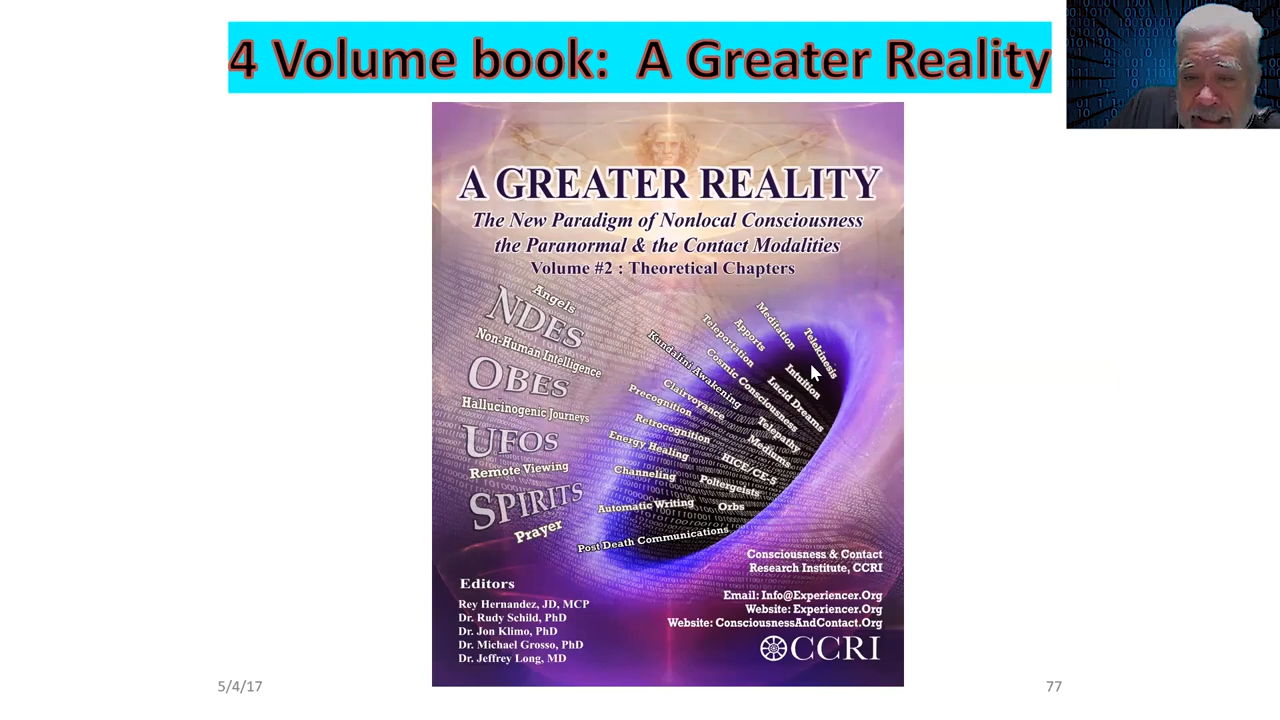 4 Volume book: A Greater Reality
A GREATER REALITY
The New Paradigm of Nonlocal Consciousness
the Paranormal & the Contact Modalities
Volume #2 : Theoretical Chapters
Angels
NDES
Non-Human Intelligence
OBES
Hallucinogenic Journeys
UFOS
Remote Viewing
SPIRITS
Prayer
Telekinesis
Meditation
Apports
Teleportation
Intuition
Lucid Dreams
Cosmic Consciousness
Kundalini Awakening
Telepathy
Clairvoyance
Precognition
Mediums
Retrocognition
Energy Healing
HICE/CE-5
Channeling
Poltergeists
Automatic Writing
Orbs
Post Death Communications
Consciousness & Contact
Research Institute, CCRI
Email: Info@Experiencer.Org
Website: Experiencer.Org
Website: ConsciousnessAndContact.Org
CCRI
Editors
Rey Hernandez, JD, MCP
Dr. Rudy Schild, PhD
Dr. Jon Klimo, PhD
Dr. Michael Grosso, PhD
Dr. Jeffrey Long, MD
5/4/17
77